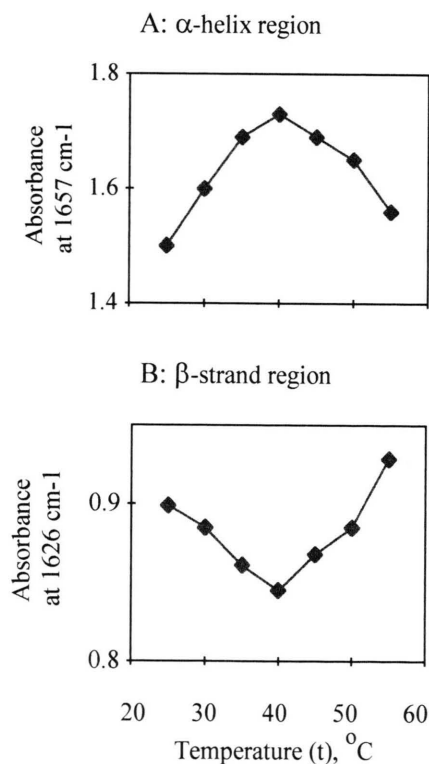 A: α-helix region
Absorbance
at 1657 cm-1
1.8
1.6
1.4
B: β-strand region
Absorbance
at 1626 cm-1
0.9
0.8
20 30 40 50 60
Temperature (t), °C